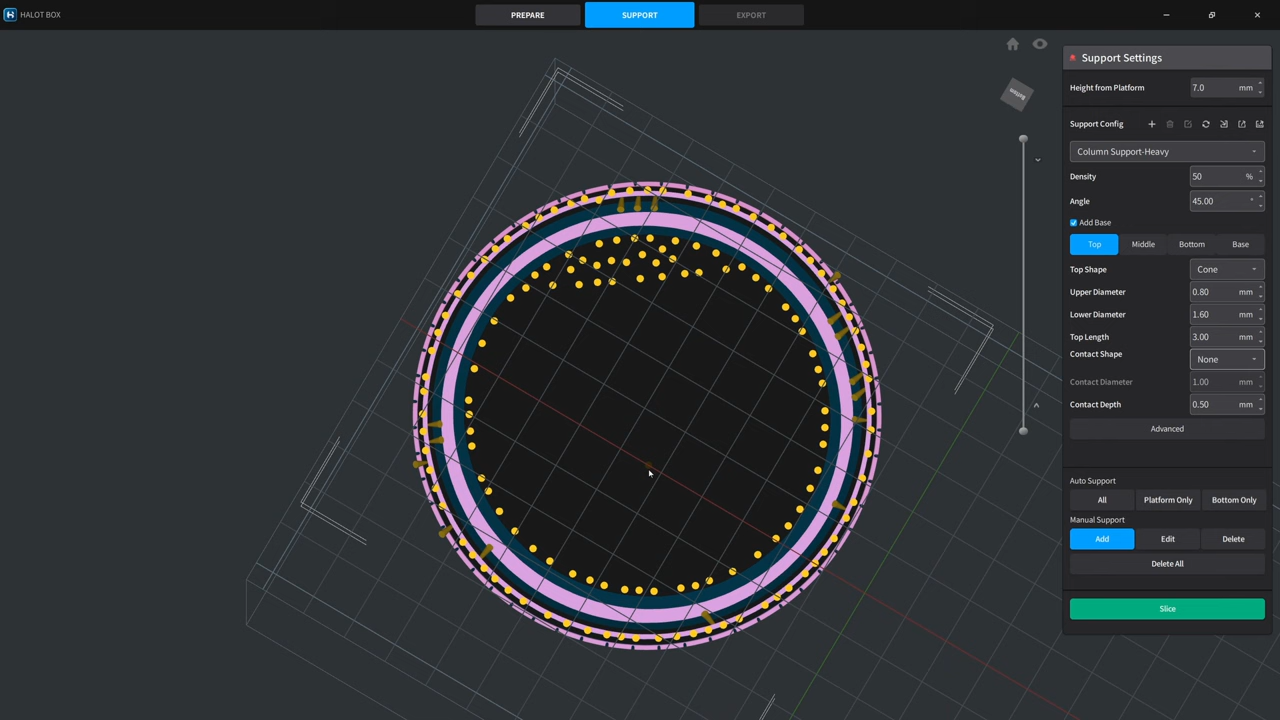 HALOT BOX
PREPARE
SUPPORT
EXPORT
Support Settings
Height from Platform 7.0 mm
Support Config
Column Support-Heavy
Density 50 %
Angle 45.00 °
Add Base
Top Middle Bottom Base
Top Shape Cone
Upper Diameter 0.80 mm
Lower Diameter 1.60 mm
Top Length 3.00 mm
Contact Shape None
Contact Diameter 1.00 mm
Contact Depth 0.50 mm
Advanced
Auto Support
All Platform Only Bottom Only
Manual Support
Add Edit Delete
Delete All
Slice
Bottom